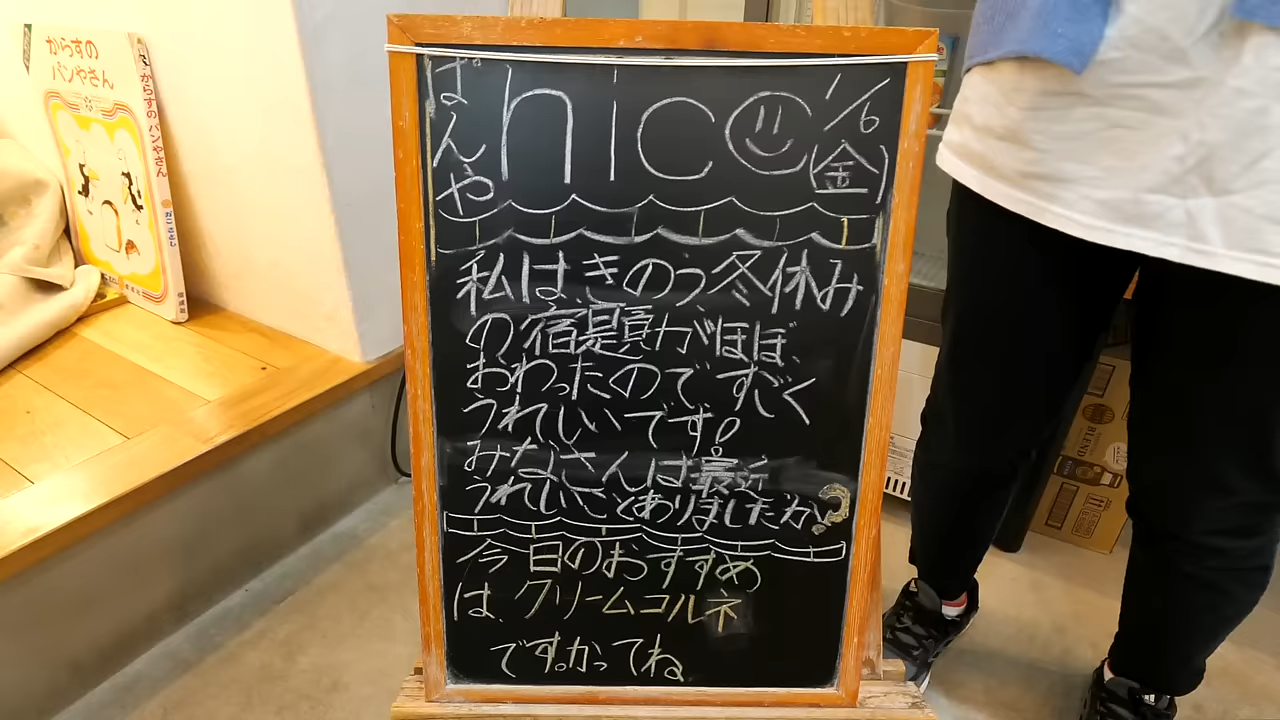 からすの
パンやさん
からすのパンやさん
ぱんや
nico
1/6
(金)
私は、きのう冬休み
の宿題がほぼ、
おわったのですごく
うれしいです。
みなさんは最近
うれしいことありましたか?
今日のおすすめ
は、クリームコルネ
です。かってね
BLEND